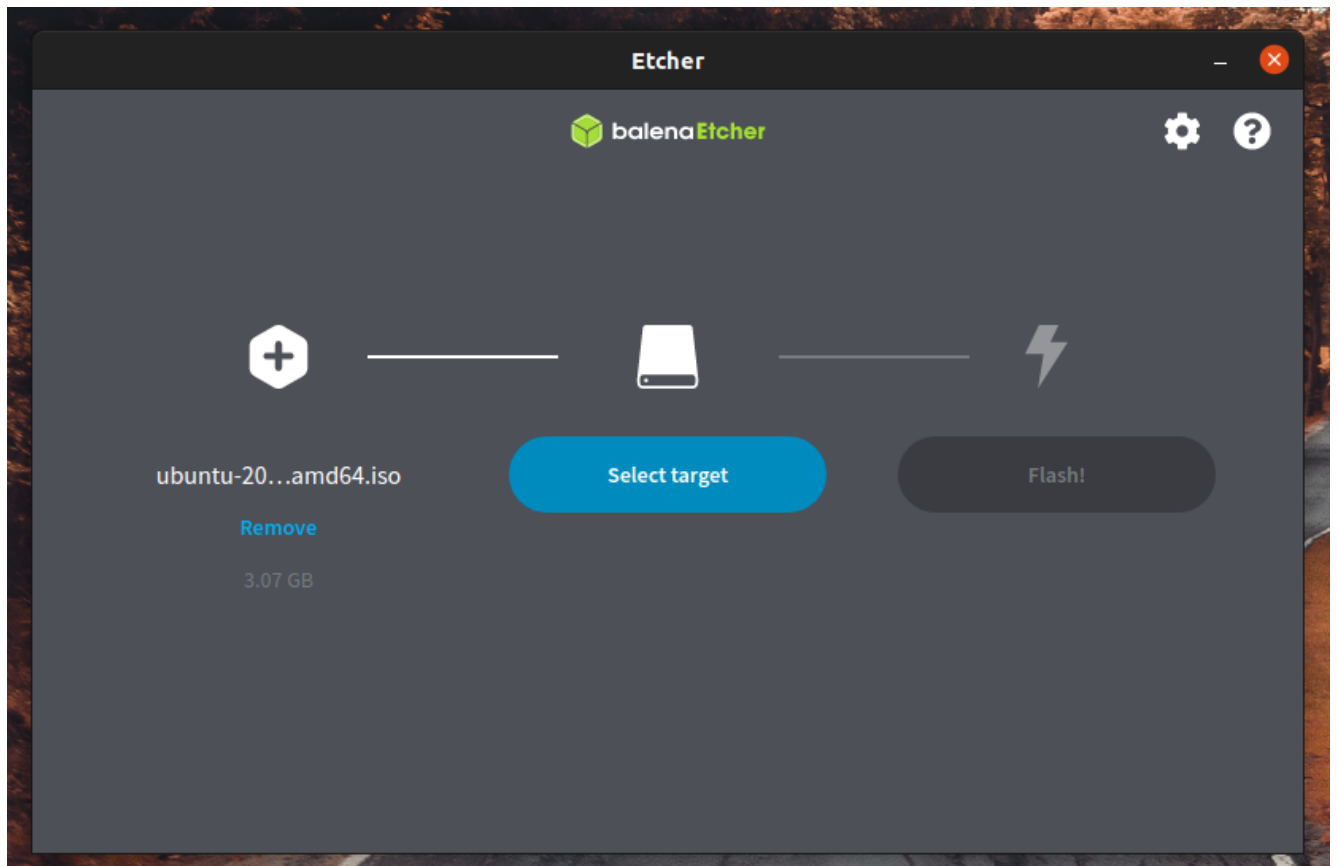 Etcher
balenaEtcher
ubuntu-20...amd64.iso
Select target
Flash!
Remove
3.07 GB